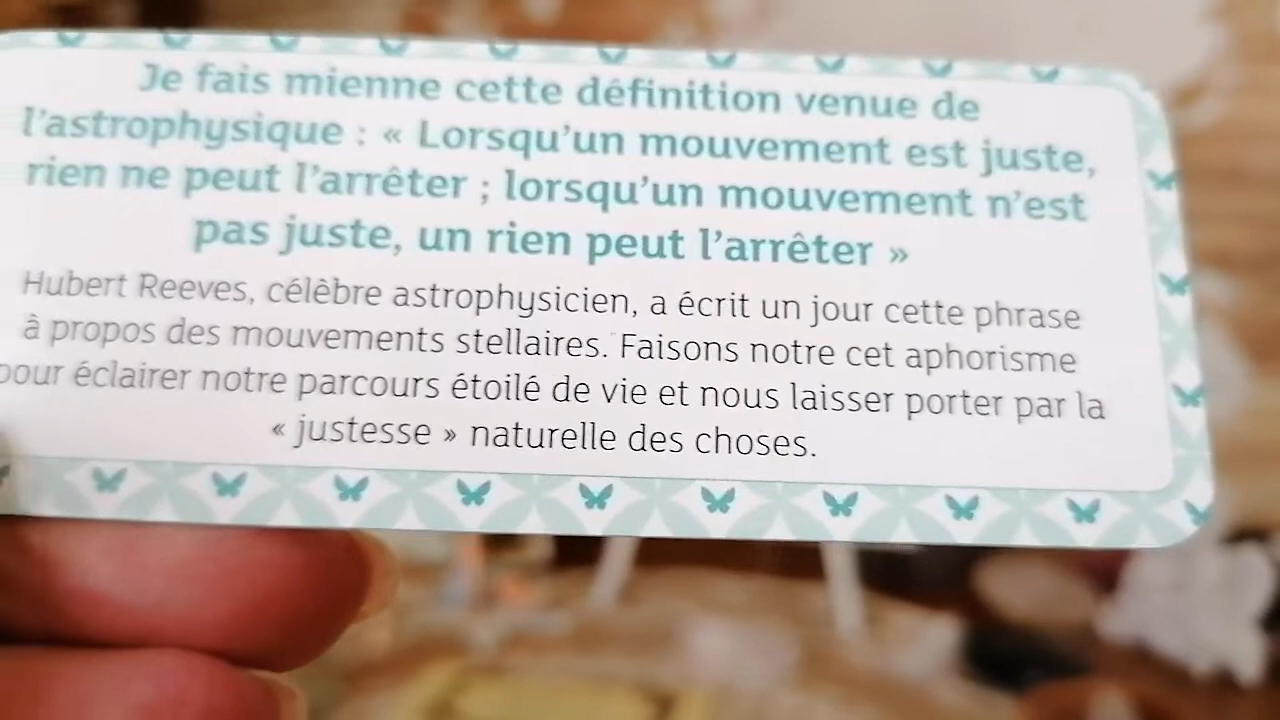 Je fais mienne cette définition venue de
l'astrophysique : « Lorsqu'un mouvement est juste,
rien ne peut l'arrêter ; lorsqu'un mouvement n'est
pas juste, un rien peut l'arrêter »
Hubert Reeves, célèbre astrophysicien, a écrit un jour cette phrase
à propos des mouvements stellaires. Faisons notre cet aphorisme
pour éclairer notre parcours étoilé de vie et nous laisser porter par la
« justesse » naturelle des choses.